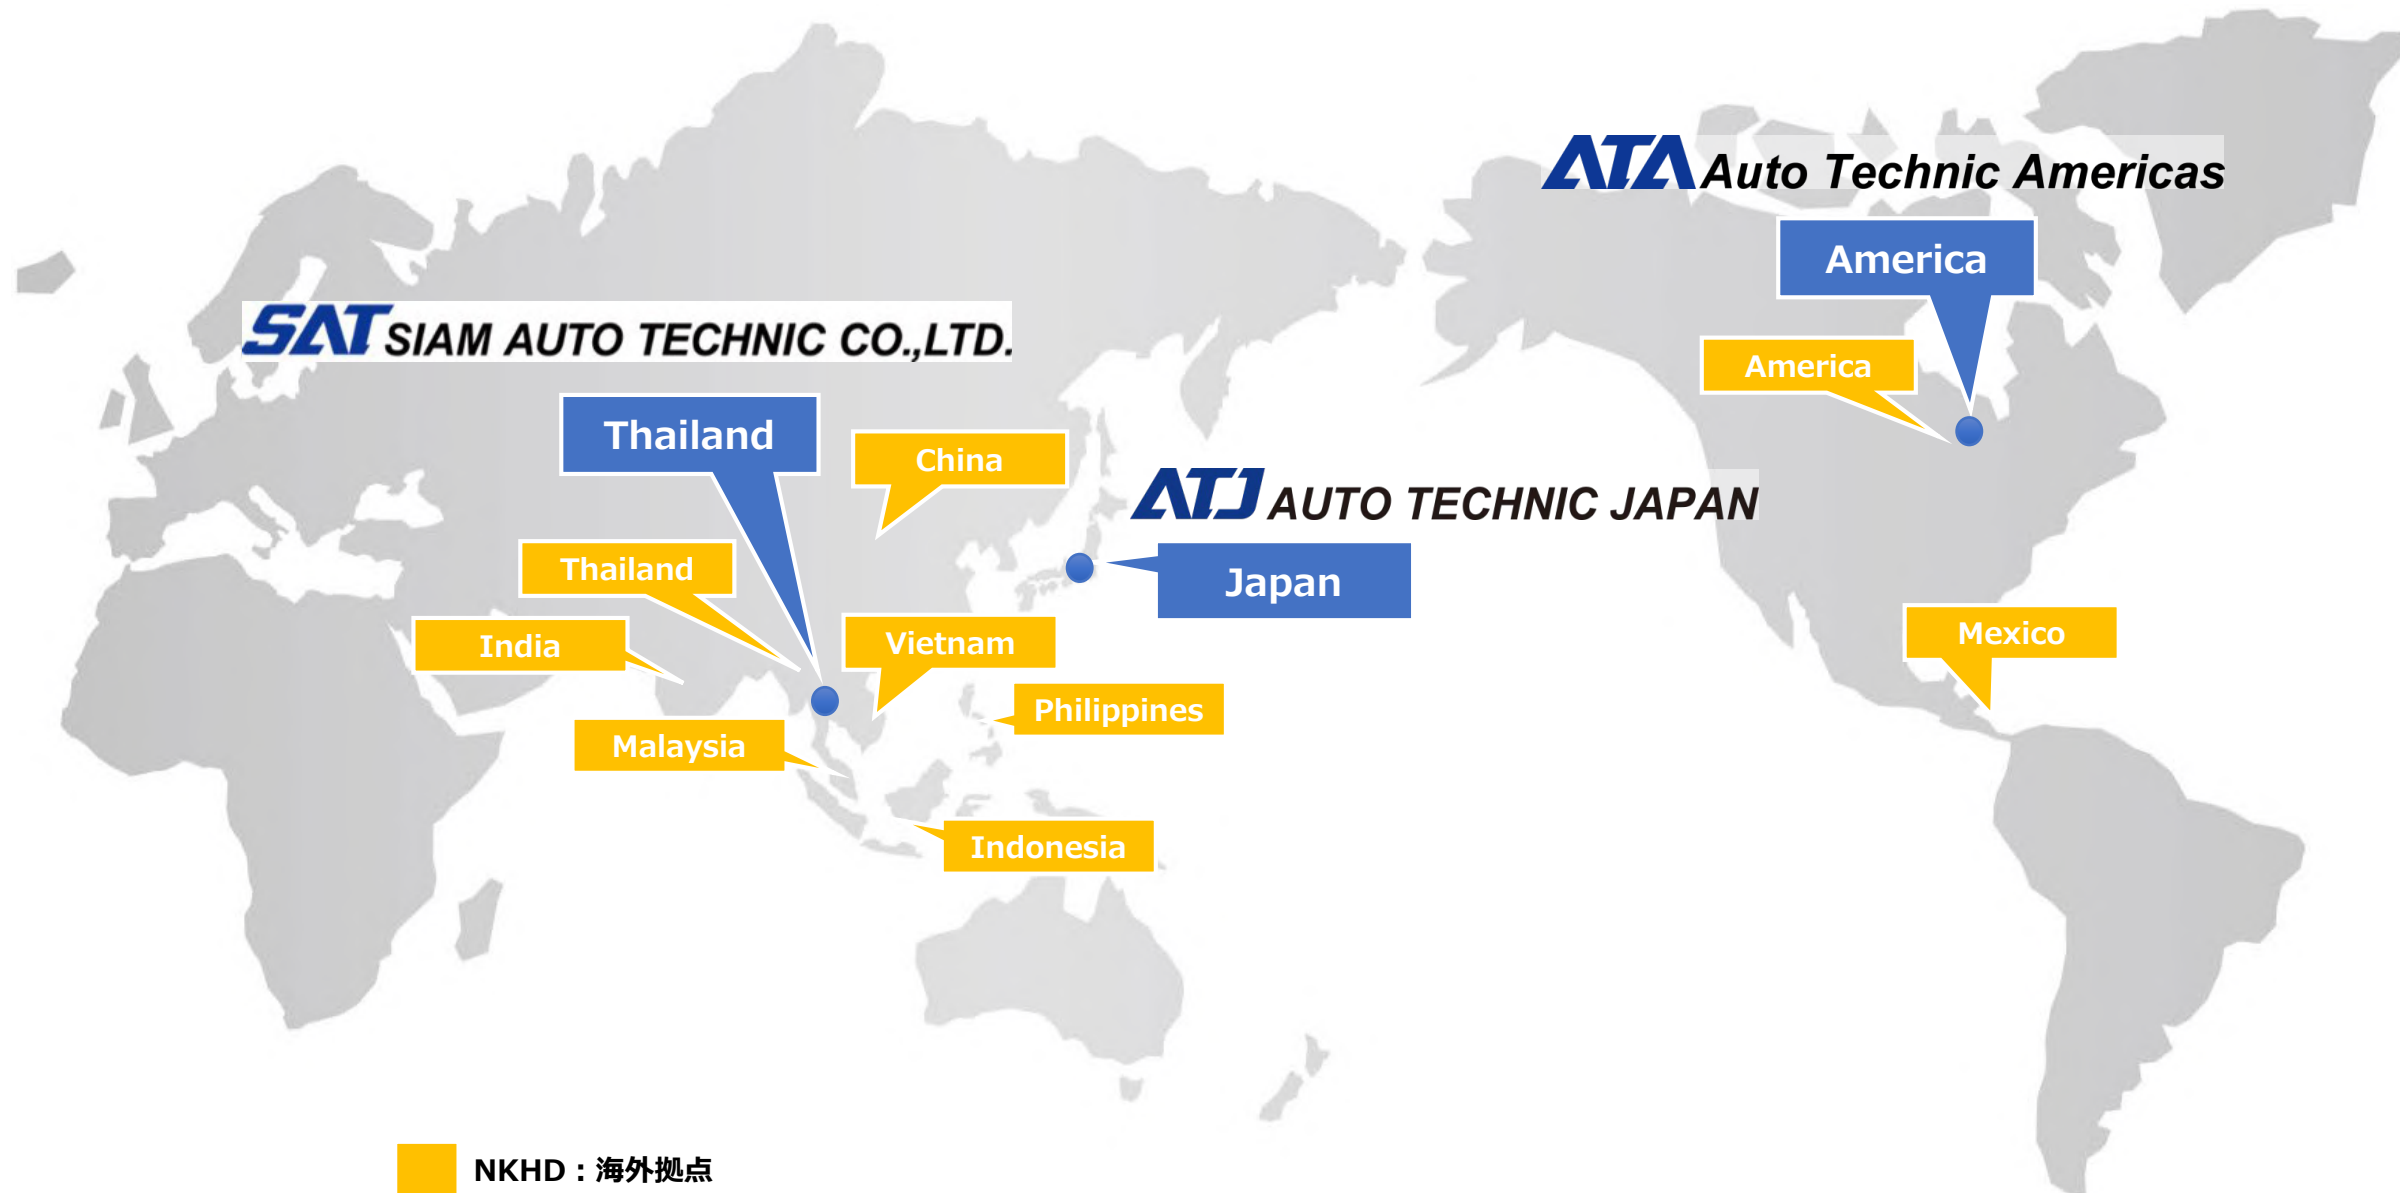 ATA Auto Technic Americas
America
America
SAT SIAM AUTO TECHNIC CO.,LTD.
Thailand
China
ATJ AUTO TECHNIC JAPAN
Japan
Thailand
India
Vietnam
Mexico
Philippines
Malaysia
Indonesia
NKHD：海外拠点